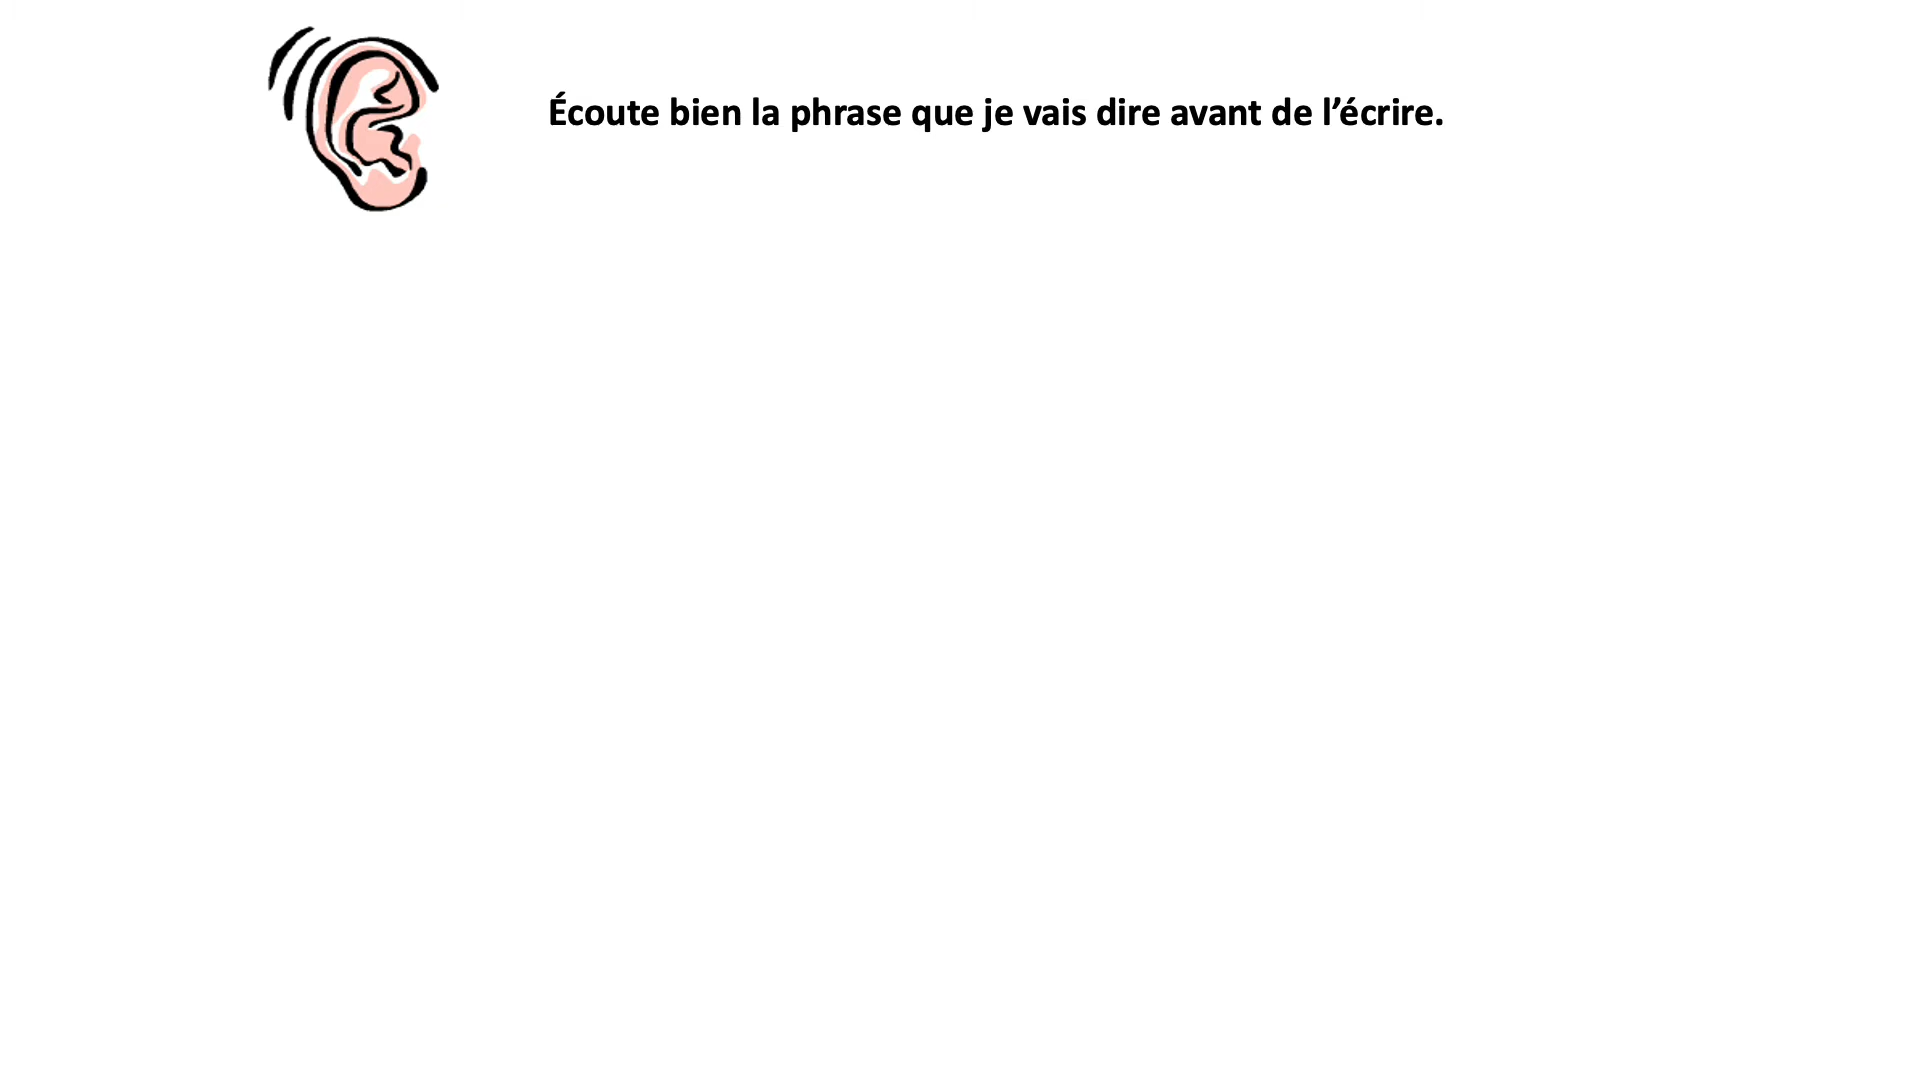 Écoute bien la phrase que je vais dire avant de l’écrire.